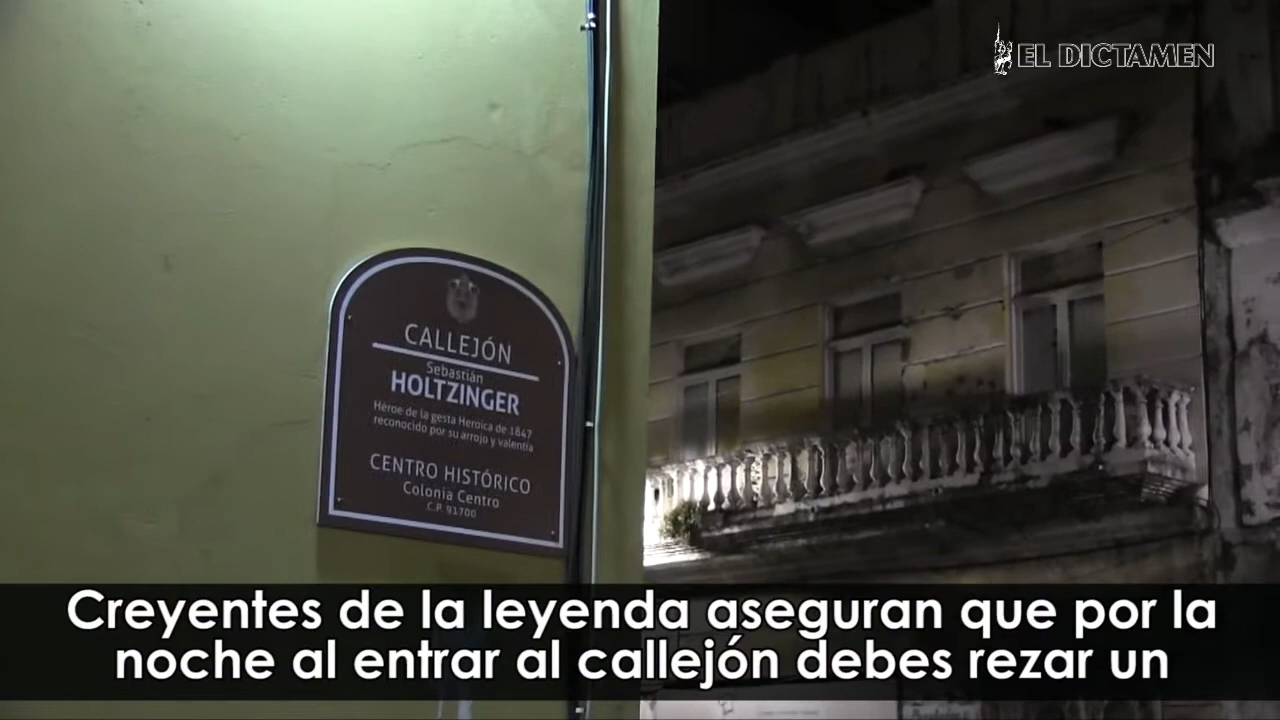 EL DICTAMEN
CALLEJÓN
Sebastián
HOLTZINGER
Héroe de la gesta Heroica de 1847
reconocido por su arrojo y valentía
CENTRO HISTÓRICO
Colonia Centro
C.P. 91700
Creyentes de la leyenda aseguran que por la
noche al entrar al callejón debes rezar un